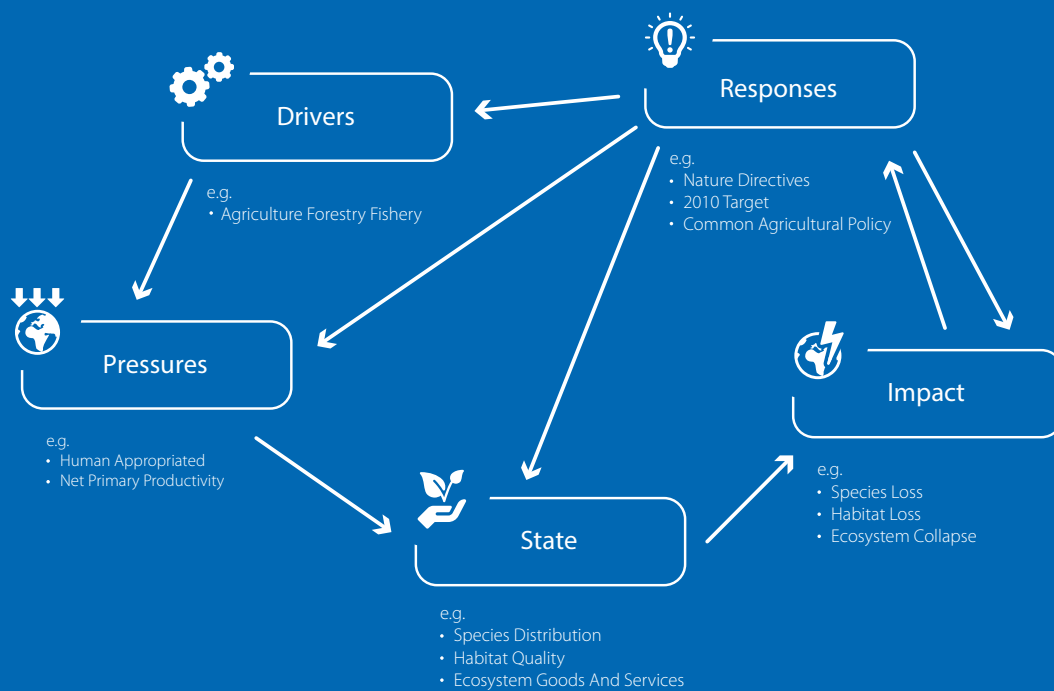 Responses
e.g.
• Nature Directives
• 2010 Target
• Common Agricultural Policy
Drivers
e.g.
• Agriculture Forestry Fishery
Pressures
e.g.
• Human Appropriated
• Net Primary Productivity
State
e.g.
• Species Distribution
• Habitat Quality
• Ecosystem Goods And Services
Impact
e.g.
• Species Loss
• Habitat Loss
• Ecosystem Collapse